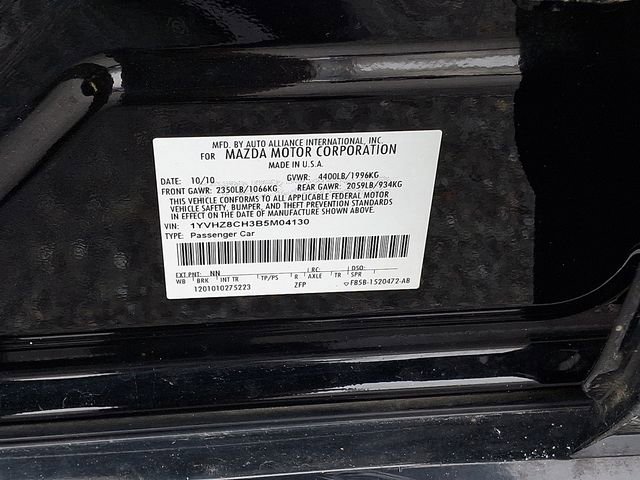 MFD. BY AUTO ALLIANCE INTERNATIONAL, INC.
FOR MAZDA MOTOR CORPORATION
MADE IN U.S.A.
DATE: 10/10 GVWR: 4400LB/1996KG
FRONT GAWR: 2350LB/1066KG REAR GAWR: 2059LB/934KG
THIS VEHICLE CONFORMS TO ALL APPLICABLE FEDERAL MOTOR
VEHICLE SAFETY, BUMPER, AND THEFT PREVENTION STANDARDS
IN EFFECT ON THE DATE OF MANUFACTURE SHOWN ABOVE.
VIN: 1YVHZ8CH3B5M04130
TYPE: Passenger Car
EXT PNT: NN RC: DSO:
WB BRK INT TR TP/PS R AXLE TR SPR
1201010275223 ZFP F85B-1520472-AB